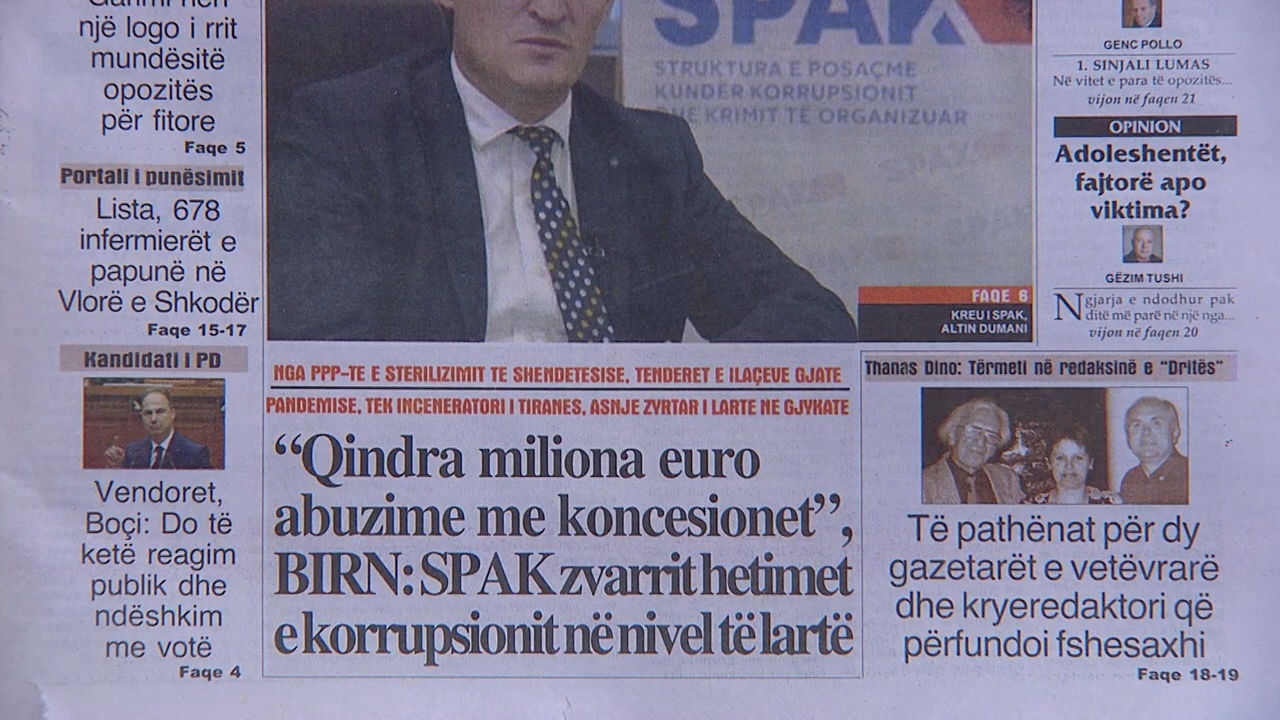 një logo i rrit
mundësitë
opozitës
për fitore
Faqe 5
Portali i punësimit
Lista, 678
infermierët e
papunë në
Vlorë e Shkodër
Faqe 15-17
Kandidati i PD
Vendoret,
Boçi: Do të
ketë reagim
publik dhe
ndëshkim
me votë
Faqe 4
SPAK
STRUKTURA E POSAÇME
KUNDËR KORRUPSIONIT
DHE KRIMIT TË ORGANIZUAR
FAQE 6
KREU I SPAK,
ALTIN DUMANI
NGA PPP-TE E STERILIZIMIT TE SHENDETESISE, TENDERET E ILAÇEVE GJATE
PANDEMISE, TEK INCENERATORI I TIRANES, ASNJE ZYRTAR I LARTE NE GJYKATE
“Qindra miliona euro
abuzime me koncesionet”,
BIRN: SPAK zvarrit hetimet
e korrupsionit në nivel të lartë
GENC POLLO
1. SINJALI LUMAS
Në vitet e para të opozitës...
vijon në faqen 21
OPINION
Adoleshentët,
fajtorë apo
viktima?
GËZIM TUSHI
Ngjarja e ndodhur pak
ditë më parë në një nga...
vijon në faqen 20
Thanas Dino: Tërmeti në redaksinë e "Dritës"
Të pathënat për dy
gazetarët e vetëvrarë
dhe kryeredaktori që
përfundoi fshesaxhi
Faqe 18-19